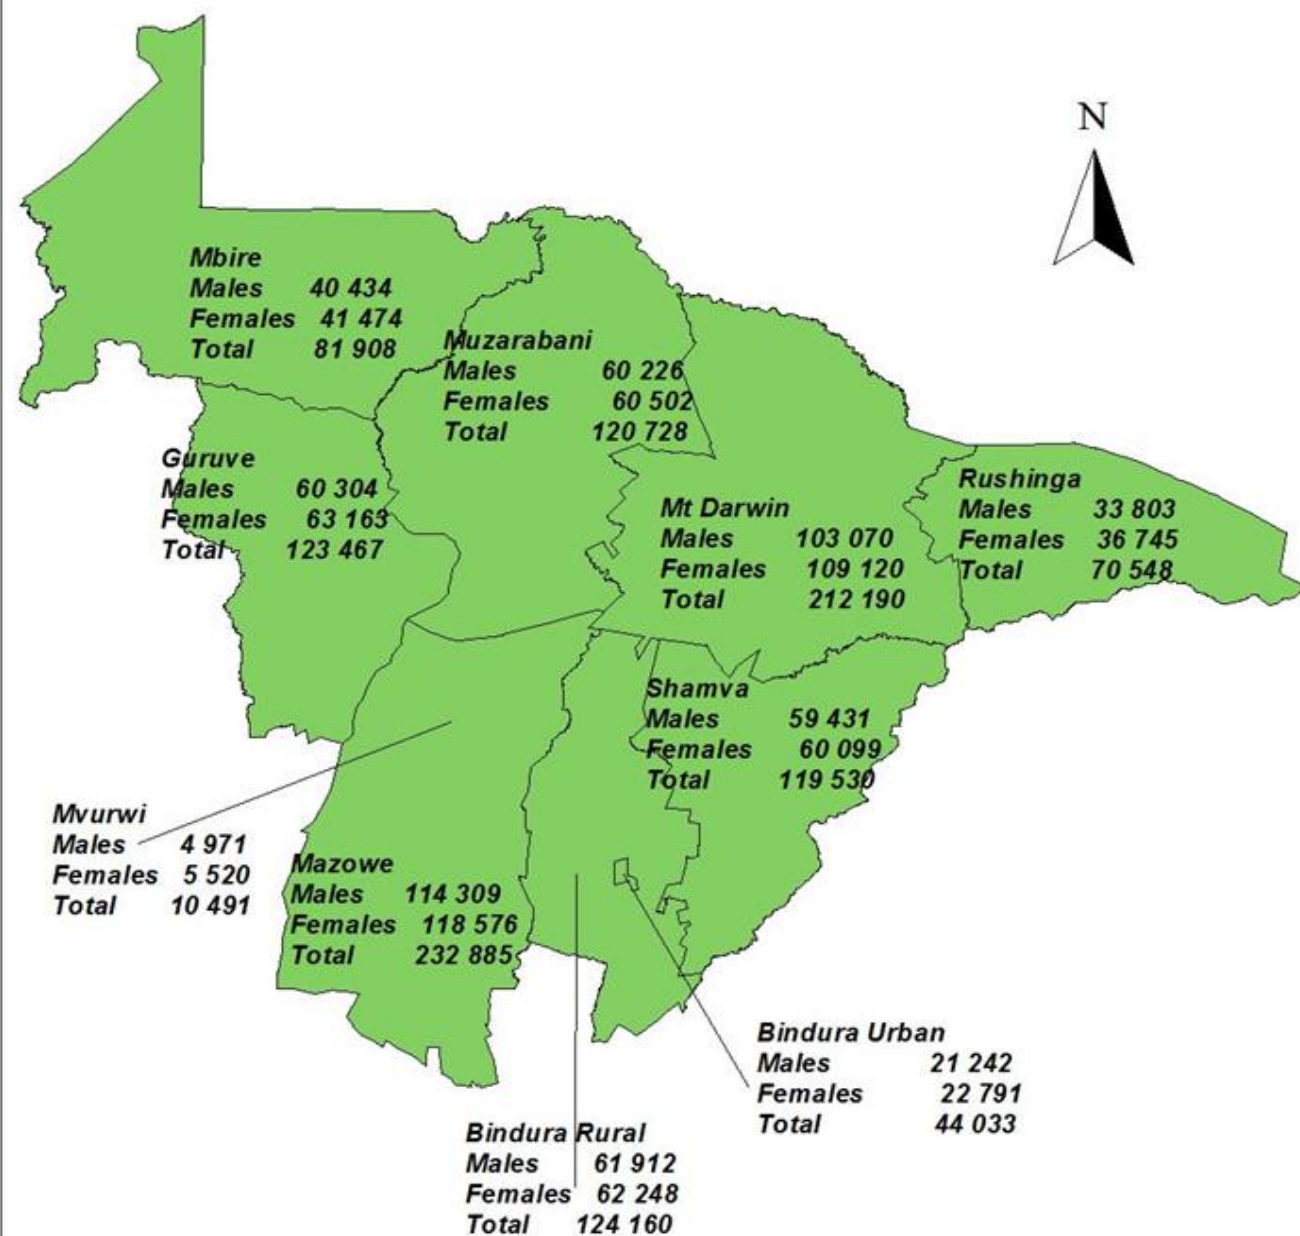 N
Mbire
Males 40 434
Females 41 474
Total 81 908
Muzarabani
Males 60 226
Females 60 502
Total 120 728
Guruve
Males 60 304
Females 63 163
Total 123 467
Mt Darwin
Males 103 070
Females 109 120
Total 212 190
Rushinga
Males 33 803
Females 36 745
Total 70 548
Shamva
Males 59 431
Females 60 099
Total 119 530
Mvurwi
Males 4 971
Females 5 520
Total 10 491
Mazowe
Males 114 309
Females 118 576
Total 232 885
Bindura Urban
Males 21 242
Females 22 791
Total 44 033
Bindura Rural
Males 61 912
Females 62 248
Total 124 160